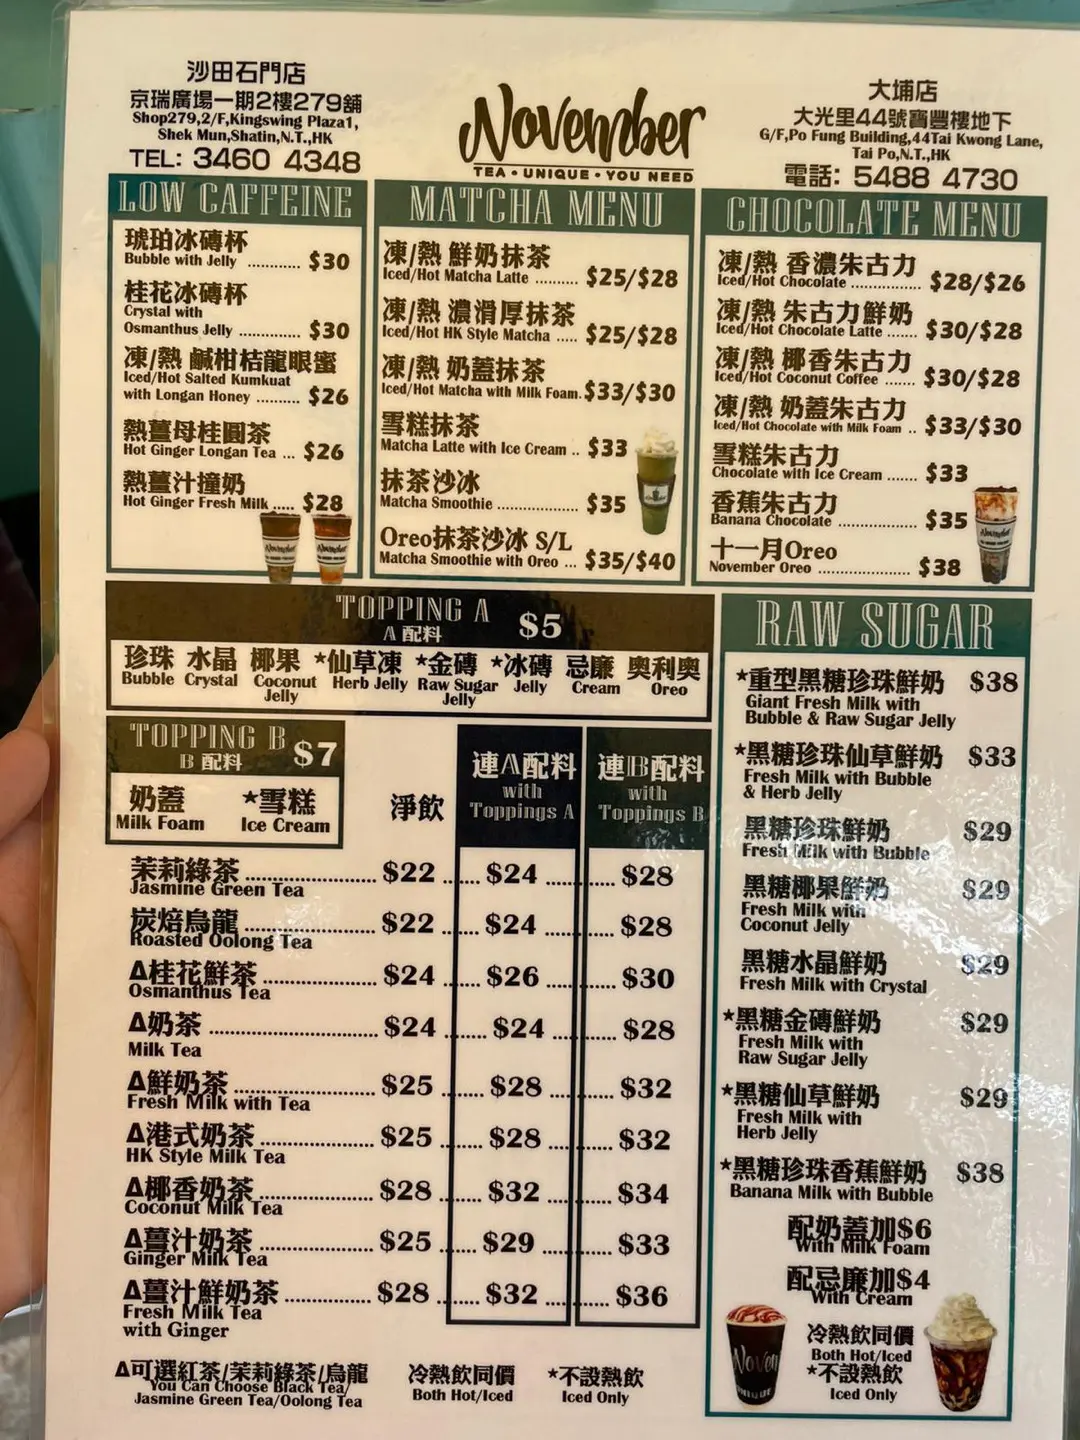 沙田石門店
京瑞廣場一期2樓279舖
Shop279,2/F,Kingswing Plaza1,
Shek Mun,Shatin,N.T.,HK
TEL: 3460 4348
November
TEA • UNIQUE • YOU NEED
大埔店
大光里44號寶豐樓地下
G/F,Po Fung Building,44Tai Kwong Lane,
Tai Po,N.T.,HK
電話: 5488 4730
LOW CAFFEINE
琥珀冰磚杯
Bubble with Jelly ........... $30
桂花冰磚杯
Crystal with
Osmanthus Jelly ............ $30
凍/熱 鹹柑桔龍眼蜜
Iced/Hot Salted Kumkuat
with Longan Honey .......... $26
熱薑母桂圓茶
Hot Ginger Longan Tea ... $26
熱薑汁撞奶
Hot Ginger Fresh Milk ..... $28
MATCHA MENU
凍/熱 鮮奶抹茶
Iced/Hot Matcha Latte .......... $25/$28
凍/熱 濃滑厚抹茶
Iced/Hot HK Style Matcha ..... $25/$28
凍/熱 奶蓋抹茶
Iced/Hot Matcha with Milk Foam. $33/$30
雪糕抹茶
Matcha Latte with Ice Cream .. $33
抹茶沙冰
Matcha Smoothie ................... $35
Oreo抹茶沙冰 S/L
Matcha Smoothie with Oreo ... $35/$40
CHOCOLATE MENU
凍/熱 香濃朱古力
Iced/Hot Chocolate .................. $28/$26
凍/熱 朱古力鮮奶
Iced/Hot Chocolate Latte ....... $30/$28
凍/熱 椰香朱古力
Iced/Hot Coconut Coffee ....... $30/$28
凍/熱 奶蓋朱古力
Iced/Hot Chocolate with Milk Foam .. $33/$30
雪糕朱古力
Chocolate with Ice Cream ....... $33
香蕉朱古力
Banana Chocolate .................. $35
十一月Oreo
November Oreo ..................... $38
TOPPING A
A 配料
$5
珍珠 水晶 椰果 *仙草凍 *金磚 *冰磚 忌廉 奧利奧
Bubble Crystal Coconut Jelly Herb Jelly Raw Sugar Jelly Jelly Cream Oreo
TOPPING B
B 配料
$7
奶蓋 *雪糕
Milk Foam Ice Cream
淨飲
連A配料
with
Toppings A
連B配料
with
Toppings B
茉莉綠茶 ........ $22 ...... $24 .......... $28
Jasmine Green Tea
炭焙烏龍 ........ $22 ...... $24 .......... $28
Roasted Oolong Tea
Δ桂花鮮茶 ........ $24 ...... $26 .......... $30
Osmanthus Tea
Δ奶茶 ........ $24 ...... $24 .......... $28
Milk Tea
Δ鮮奶茶 ........ $25 ...... $28 .......... $32
Fresh Milk with Tea
Δ港式奶茶 ........ $25 ...... $28 .......... $32
HK Style Milk Tea
Δ椰香奶茶 ........ $28 ...... $32 .......... $34
Coconut Milk Tea
Δ薑汁奶茶 ........ $25 ...... $29 .......... $33
Ginger Milk Tea
Δ薑汁鮮奶茶 ........ $28 ...... $32 .......... $36
Fresh Milk Tea
with Ginger
Δ可選紅茶/茉莉綠茶/烏龍
You Can Choose Black Tea/
Jasmine Green Tea/Oolong Tea
冷熱飲同價
Both Hot/Iced
*不設熱飲
Iced Only
RAW SUGAR
*重型黑糖珍珠鮮奶 $38
Giant Fresh Milk with
Bubble & Raw Sugar Jelly
*黑糖珍珠仙草鮮奶 $33
Fresh Milk with Bubble
& Herb Jelly
黑糖珍珠鮮奶 $29
Fresh Milk with Bubble
黑糖椰果鮮奶 $29
Fresh Milk with
Coconut Jelly
黑糖水晶鮮奶 $29
Fresh Milk with Crystal
*黑糖金磚鮮奶 $29
Fresh Milk with
Raw Sugar Jelly
*黑糖仙草鮮奶 $29
Fresh Milk with
Herb Jelly
*黑糖珍珠香蕉鮮奶 $38
Banana Milk with Bubble
配奶蓋加$6
With Milk Foam
配忌廉加$4
With Cream
冷熱飲同價
Both Hot/Iced
*不設熱飲
Iced Only